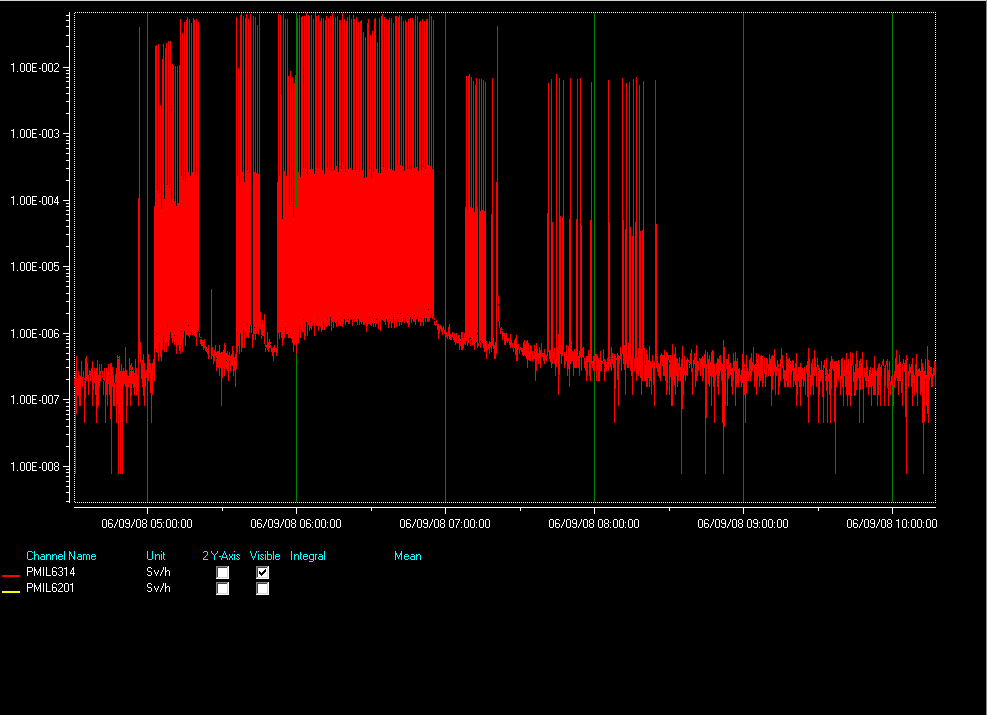 1.00E-002
1.00E-003
1.00E-004
1.00E-005
1.00E-006
1.00E-007
1.00E-008
06/09/08 05:00:00 06/09/08 06:00:00 06/09/08 07:00:00 06/09/08 08:00:00 06/09/08 09:00:00 06/09/08 10:00:00
Channel Name Unit 2 Y-Axis Visible Integral Mean
PMIL6314 Sv/h
PMIL6201 Sv/h